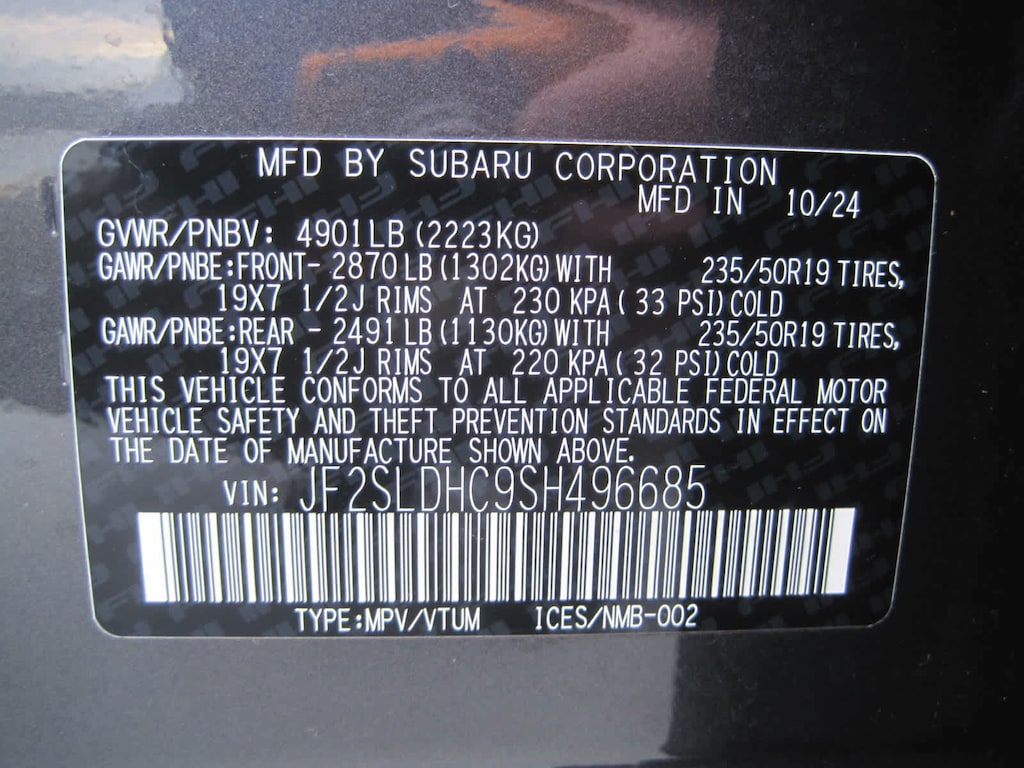 MFD BY SUBARU CORPORATION
MFD IN 10/24
GVWR/PNBV: 4901LB (2223KG)
GAWR/PNBE:FRONT- 2870 LB (1302KG) WITH 235/50R19 TIRES,
19X7 1/2J RIMS AT 230 KPA ( 33 PSI) COLD
GAWR/PNBE:REAR - 2491 LB (1130KG) WITH 235/50R19 TIRES,
19X7 1/2J RIMS AT 220 KPA ( 32 PSI) COLD
THIS VEHICLE CONFORMS TO ALL APPLICABLE FEDERAL MOTOR
VEHICLE SAFETY AND THEFT PREVENTION STANDARDS IN EFFECT ON
THE DATE OF MANUFACTURE SHOWN ABOVE.
VIN: JF2SLDHC9SH496685
TYPE:MPV/VTUM ICES/NMB-002